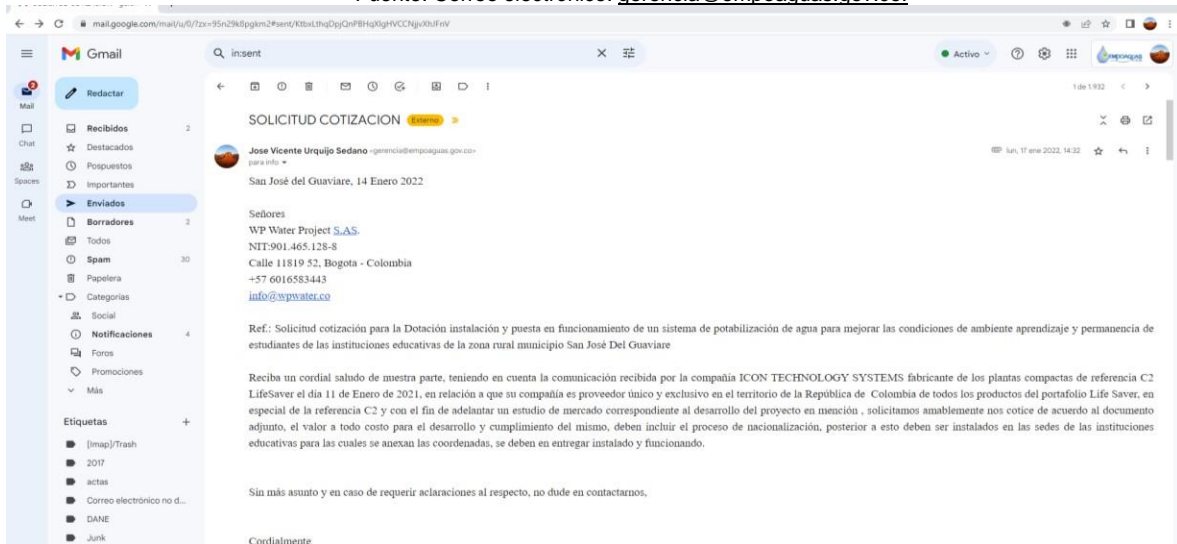 Fuente: Correo electrónico: gerencia@empoaguas.gov.co.
Gmail
in:sent
Activo
EMPOAGUAS
Mail
Chat
Spaces
Meet
Redactar
Recibidos 2
Destacados
Pospuestos
Importantes
Enviados
Borradores 2
Todos
Spam 30
Papelera
Categorías
Social
Notificaciones 4
Foros
Promociones
Más
Etiquetas +
[Imap]/Trash
2017
actas
Correo electrónico no d...
DANE
Junk
1 de 1.932
SOLICITUD COTIZACION Externo
Jose Vicente Urquijo Sedano <gerencia@empoaguas.gov.co>
lun, 17 ene 2022, 14:32
para info
San José del Guaviare, 14 Enero 2022
Señores
WP Water Project S.AS.
NIT:901.465.128-8
Calle 11819 52, Bogota - Colombia
+57 6016583443
info@wpwater.co
Ref.: Solicitud cotización para la Dotación instalación y puesta en funcionamiento de un sistema de potabilización de agua para mejorar las condiciones de ambiente aprendizaje y permanencia de
estudiantes de las instituciones educativas de la zona rural municipio San José Del Guaviare
Reciba un cordial saludo de nuestra parte, teniendo en cuenta la comunicación recibida por la compañía ICON TECHNOLOGY SYSTEMS fabricante de los plantas compactas de referencia C2
LifeSaver el día 11 de Enero de 2021, en relación a que su compañía es proveedor único y exclusivo en el territorio de la República de Colombia de todos los productos del portafolio Life Saver, en
especial de la referencia C2 y con el fin de adelantar un estudio de mercado correspondiente al desarrollo del proyecto en mención , solicitamos amablemente nos cotice de acuerdo al documento
adjunto, el valor a todo costo para el desarrollo y cumplimiento del mismo, deben incluir el proceso de nacionalización, posterior a esto deben ser instalados en las sedes de las instituciones
educativas para las cuales se anexan las coordenadas, se deben en entregar instalado y funcionando.
Sin más asunto y en caso de requerir aclaraciones al respecto, no dude en contactarnos,
Cordialmente